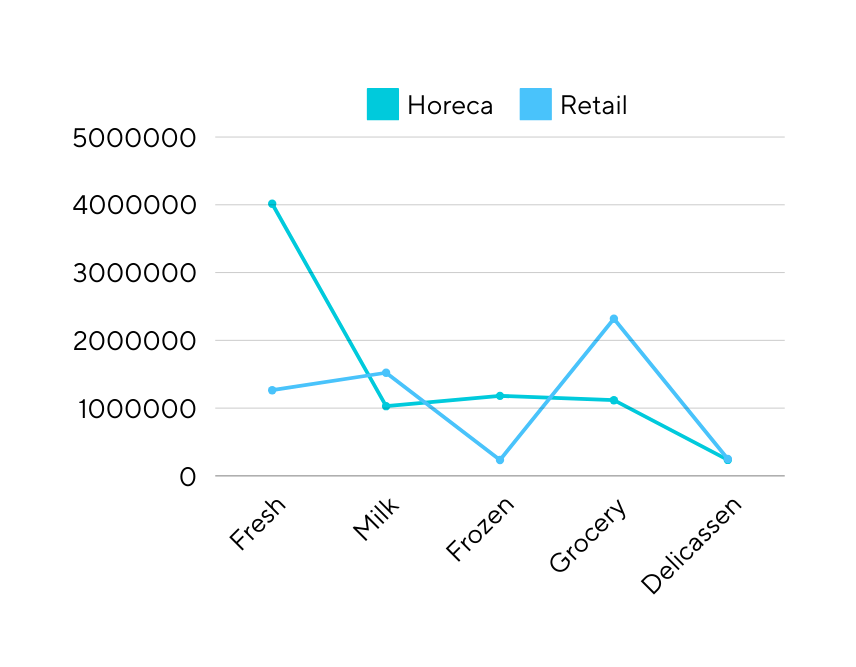 Horeca Retail
5000000
4000000
3000000
2000000
1000000
0
Fresh
Milk
Frozen
Grocery
Delicassen